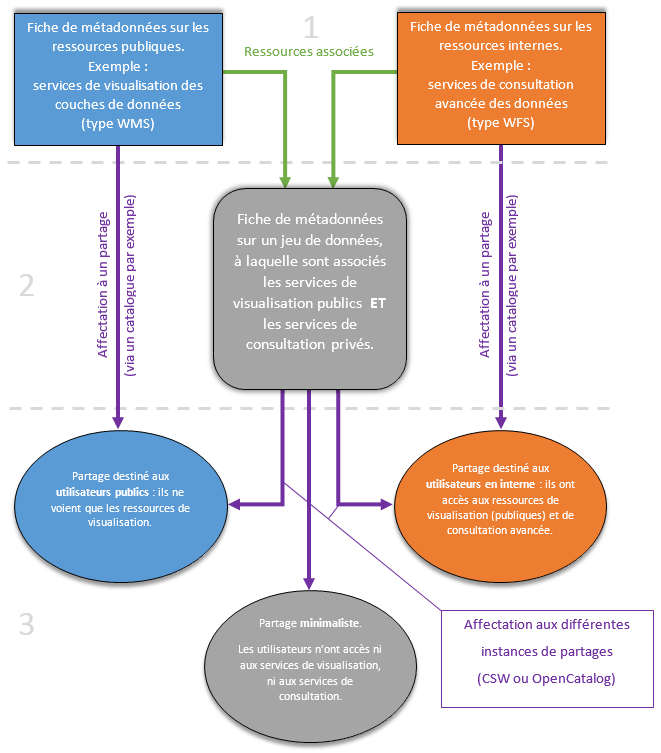 Fiche de métadonnées sur les
ressources publiques.
Exemple :
services de visualisation des
couches de données
(type WMS)
1
Ressources associées
Fiche de métadonnées sur les
ressources internes.
Exemple :
services de consultation
avancée des données
(type WFS)
2
Affectation à un partage
(via un catalogue par exemple)
Fiche de métadonnées
sur un jeu de données,
à laquelle sont associés
les services de
visualisation publics ET
les services de
consultation privés.
Affectation à un partage
(via un catalogue par exemple)
Partage destiné aux
utilisateurs publics : ils ne
voient que les ressources de
visualisation.
Partage destiné aux
utilisateurs en interne : ils ont
accès aux ressources de
visualisation (publiques) et de
consultation avancée.
3
Partage minimaliste.
Les utilisateurs n'ont accès ni
aux services de visualisation,
ni aux services de
consultation.
Affectation aux différentes
instances de partages
(CSW ou OpenCatalog)